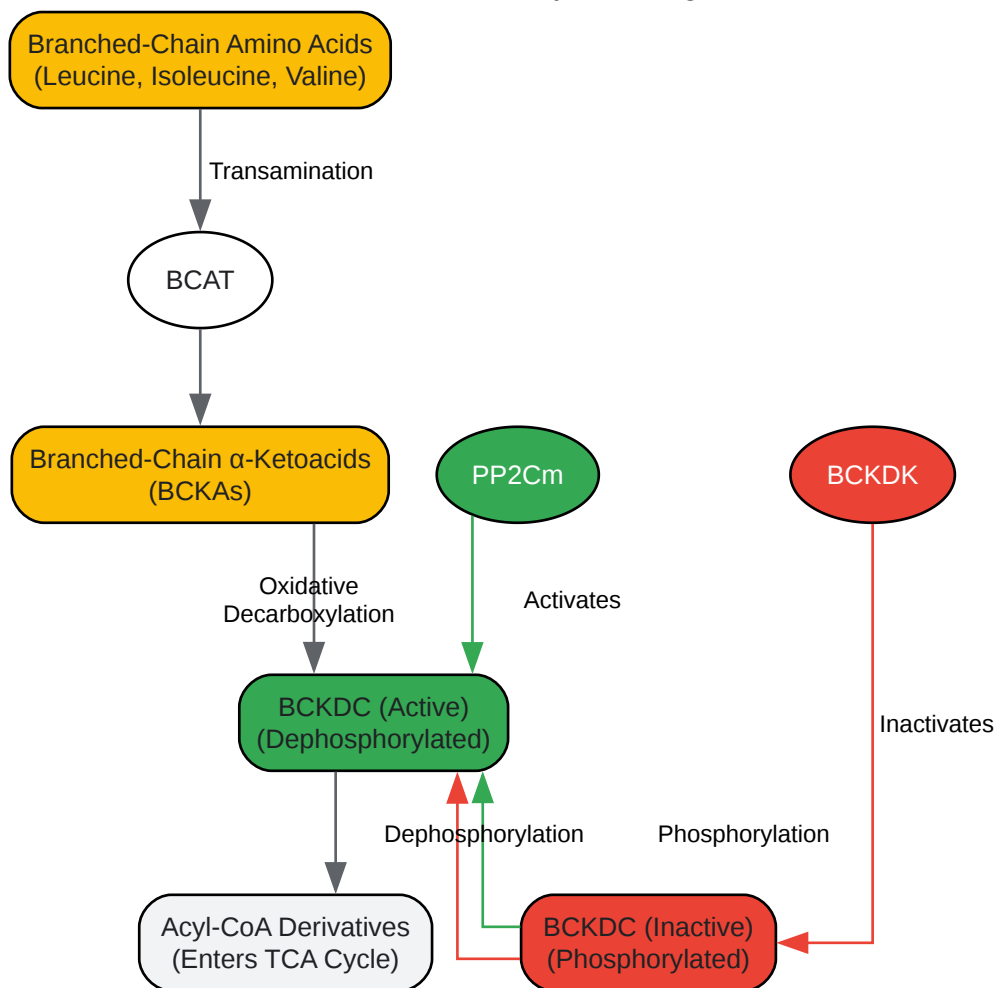 Branched-Chain Amino Acids
(Leucine, Isoleucine, Valine)
Transamination
BCAT
Branched-Chain α-Ketoacids
(BCKAs)
PP2Cm
BCKDK
Oxidative
Decarboxylation
Activates
BCKDC (Active)
(Dephosphorylated)
Inactivates
Dephosphorylation
Phosphorylation
Acyl-CoA Derivatives
(Enters TCA Cycle)
BCKDC (Inactive)
(Phosphorylated)